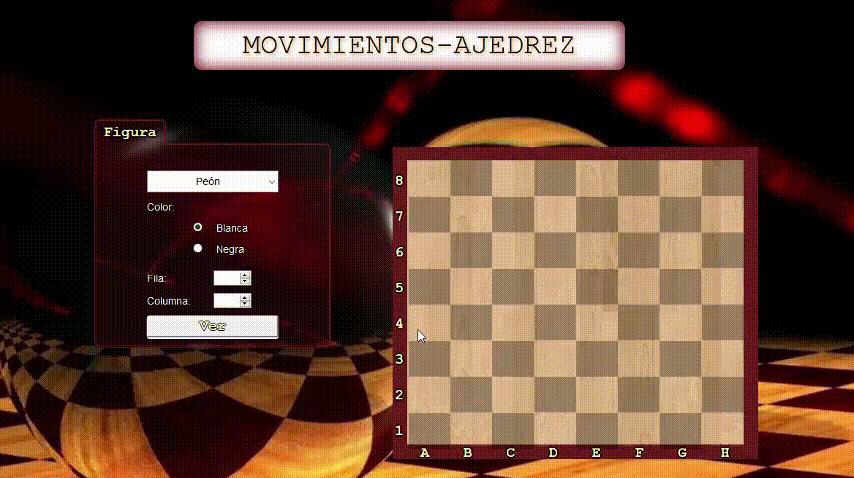 MOVIMIENTOS-AJEDREZ
Figura
Peón
Color:
Blanca
Negra
Fila:
Columna:
Ver
8
7
6
5
4
3
2
1
A B C D E F G H